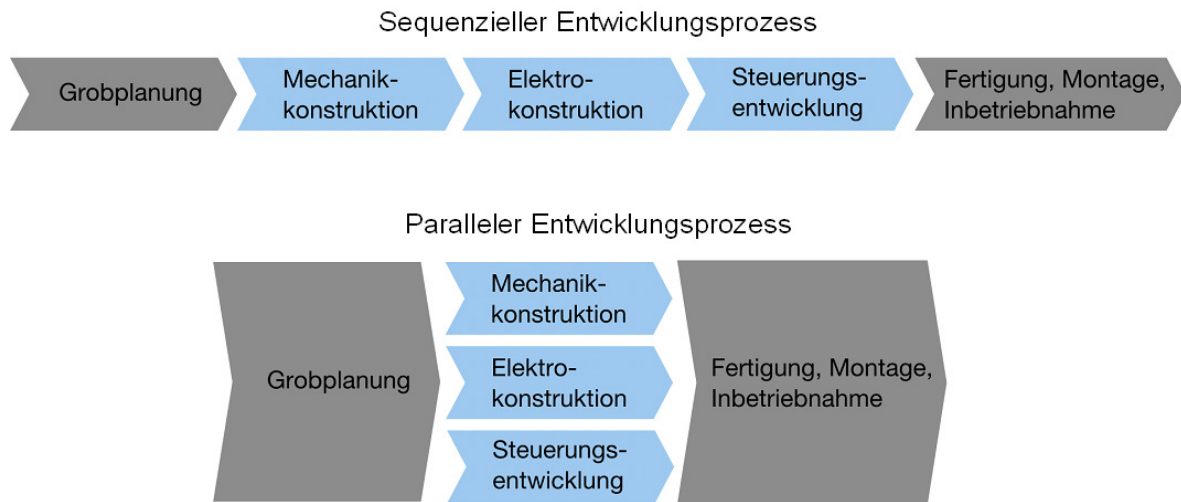 Sequenzieller Entwicklungsprozess
Grobplanung
Mechanik-
konstruktion
Elektro-
konstruktion
Steuerungs-
entwicklung
Fertigung, Montage,
Inbetriebnahme
Paralleler Entwicklungsprozess
Grobplanung
Mechanik-
konstruktion
Elektro-
konstruktion
Steuerungs-
entwicklung
Fertigung, Montage,
Inbetriebnahme